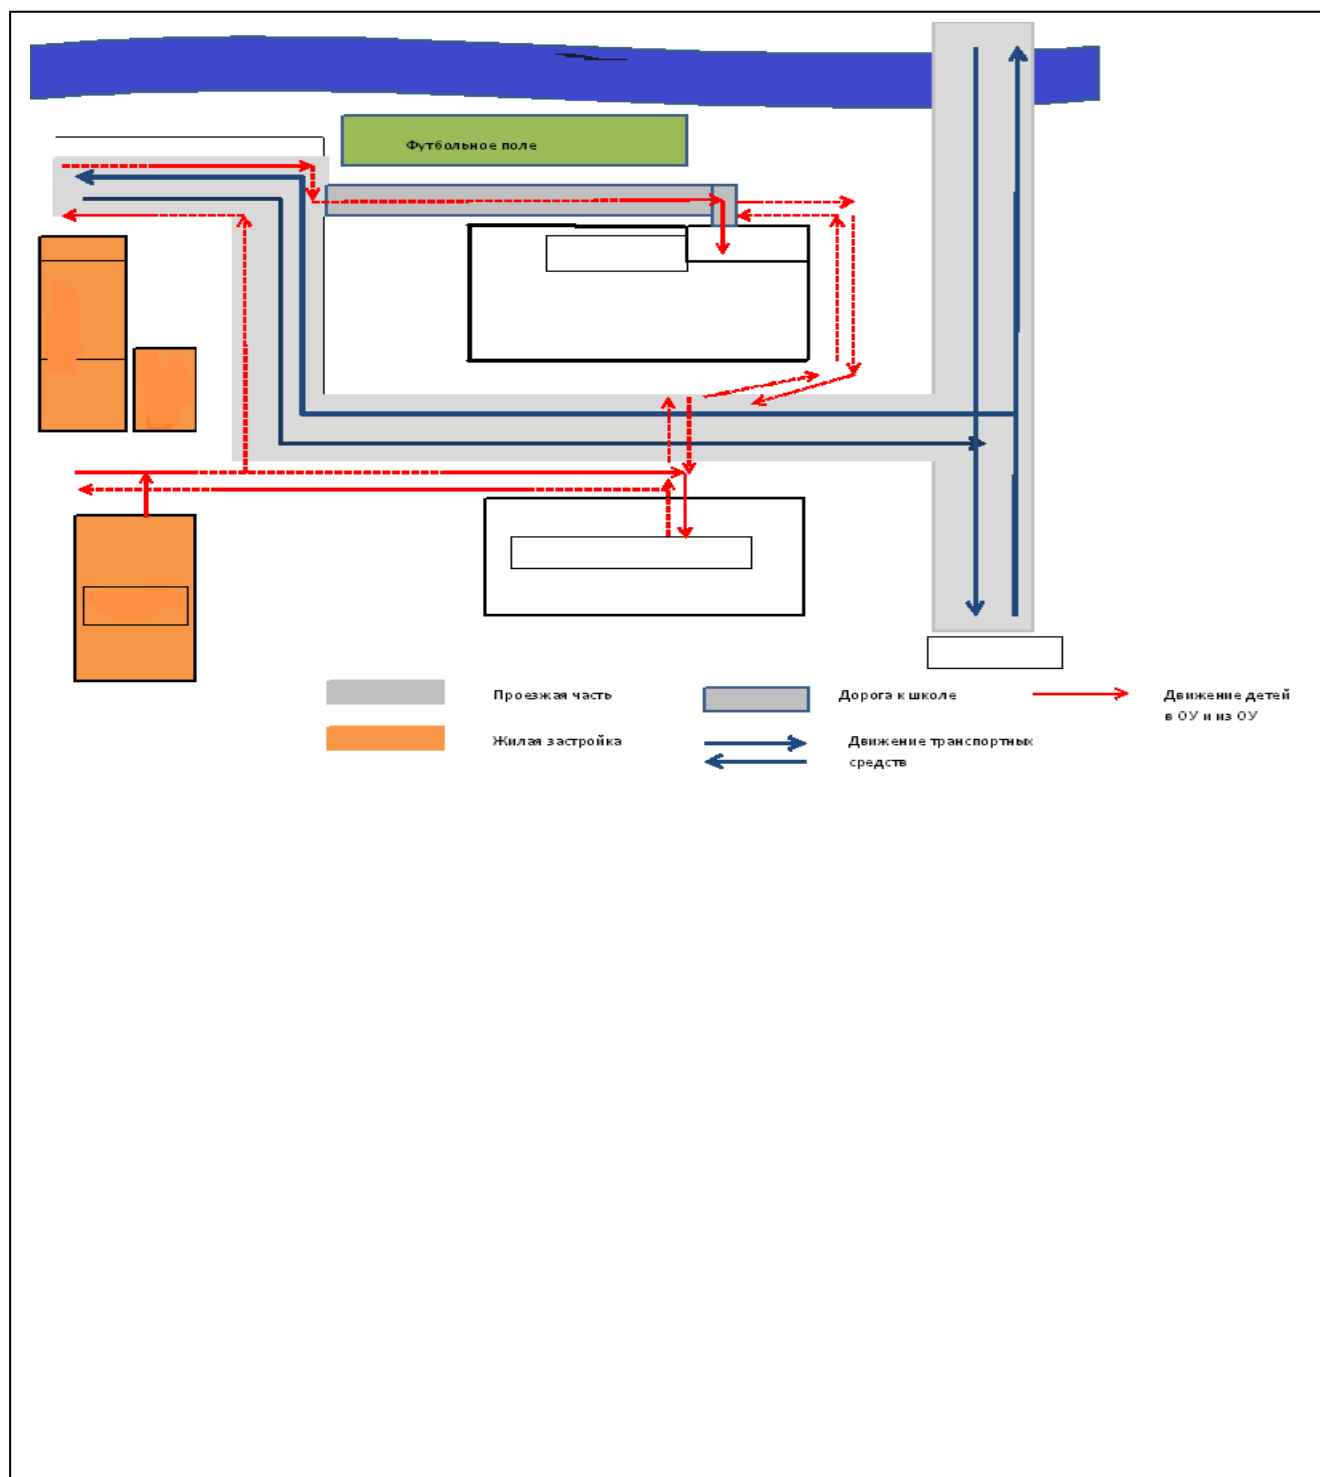 Футбольное поле
Проезжая часть
Дорога к школе
Движение детей
в ОУ и из ОУ
Жилая застройка
Движение транспортных
средств